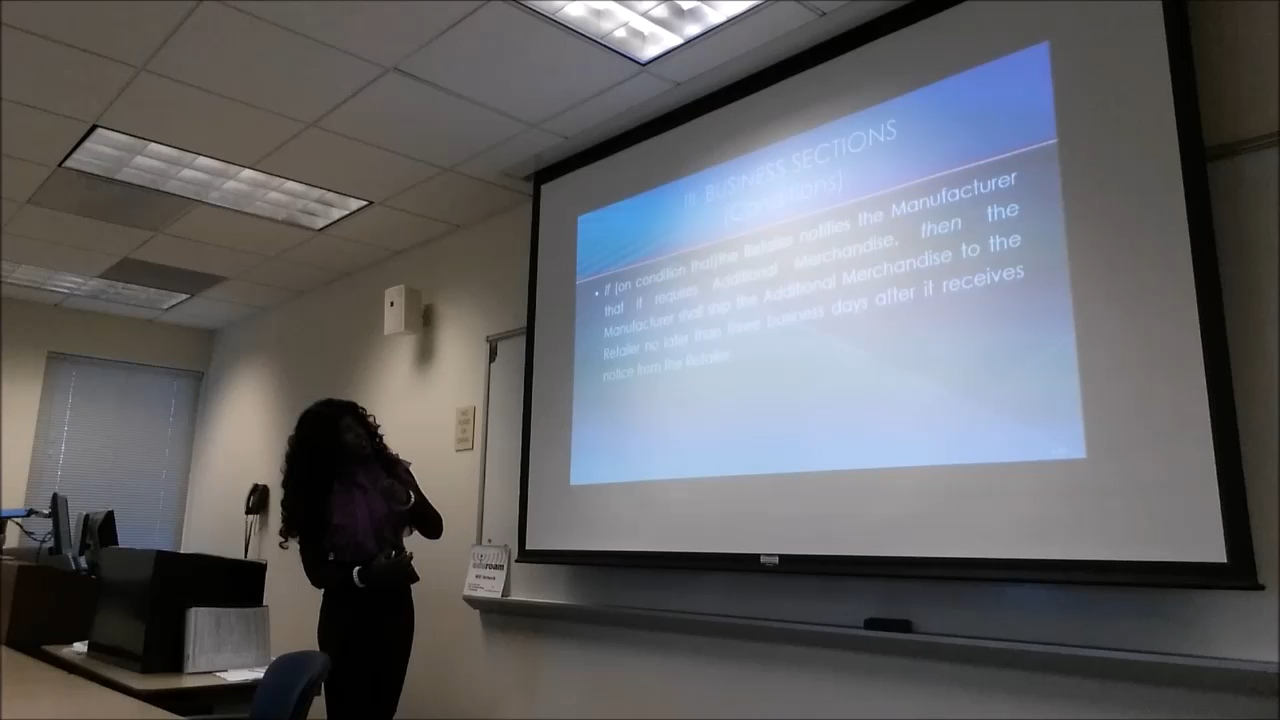 III. BUSINESS SECTIONS
(Conditions)
• If (on condition that)the Retailer notifies the Manufacturer
that it requires Additional Merchandise, then the
Manufacturer shall ship the Additional Merchandise to the
Retailer no later than three business days after it receives
notice from the Retailer.
eduroam